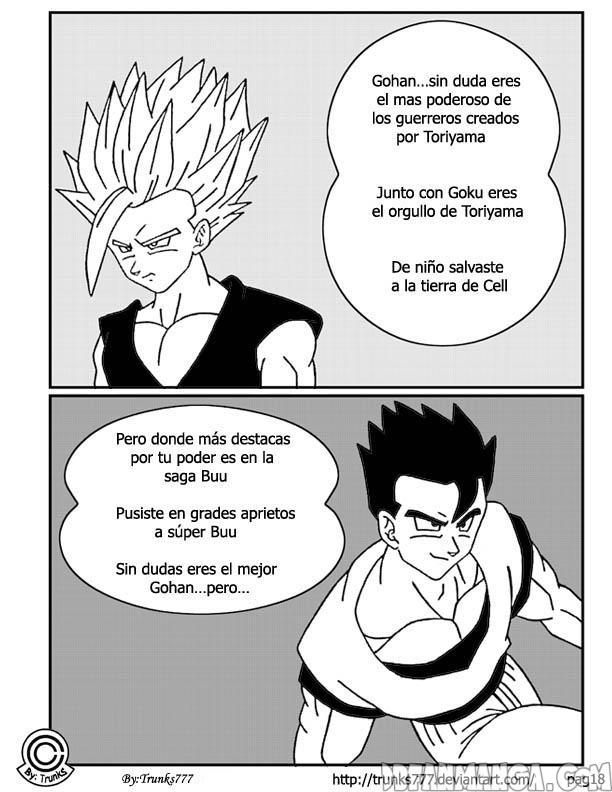 Gohan...sin duda eres
el mas poderoso de
los guerreros creados
por Toriyama
Junto con Goku eres
el orgullo de Toriyama
De niño salvaste
a la tierra de Cell
Pero donde más destacas
por tu poder es en la
saga Buu
Pusiste en grades aprietos
a súper Buu
Sin dudas eres el mejor
Gohan...pero...
By: Trunks
By:Trunks777
http://trunks777.deviantart.com/
pag18
DBFANMANGA.COM